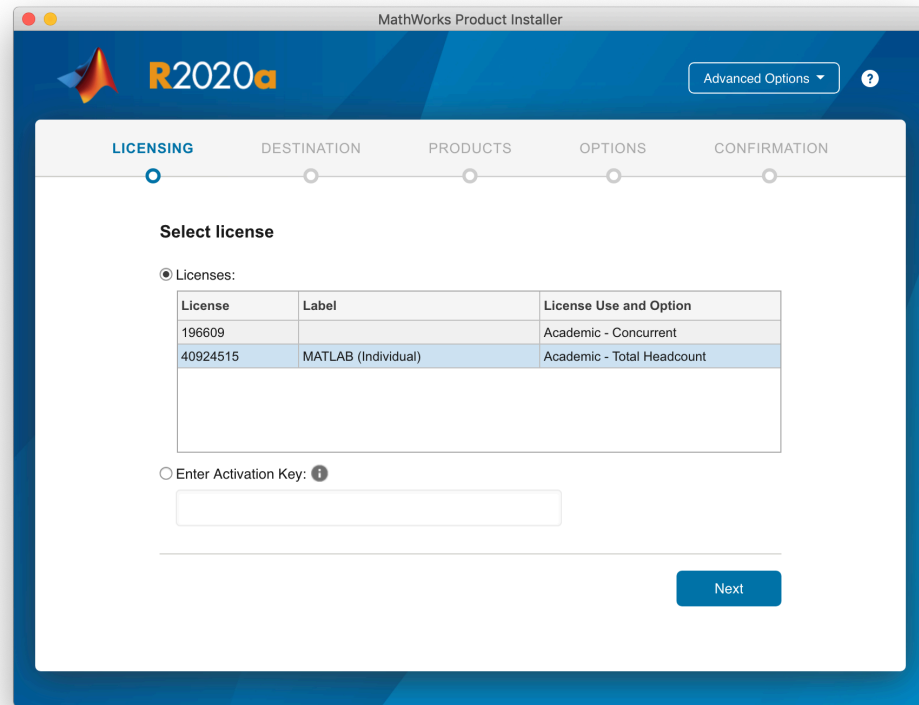 MathWorks Product Installer
R2020a
Advanced Options
?
LICENSING DESTINATION PRODUCTS OPTIONS CONFIRMATION
Select license
Licenses:
License Label License Use and Option
196609 Academic - Concurrent
40924515 MATLAB (Individual) Academic - Total Headcount
Enter Activation Key:
Next